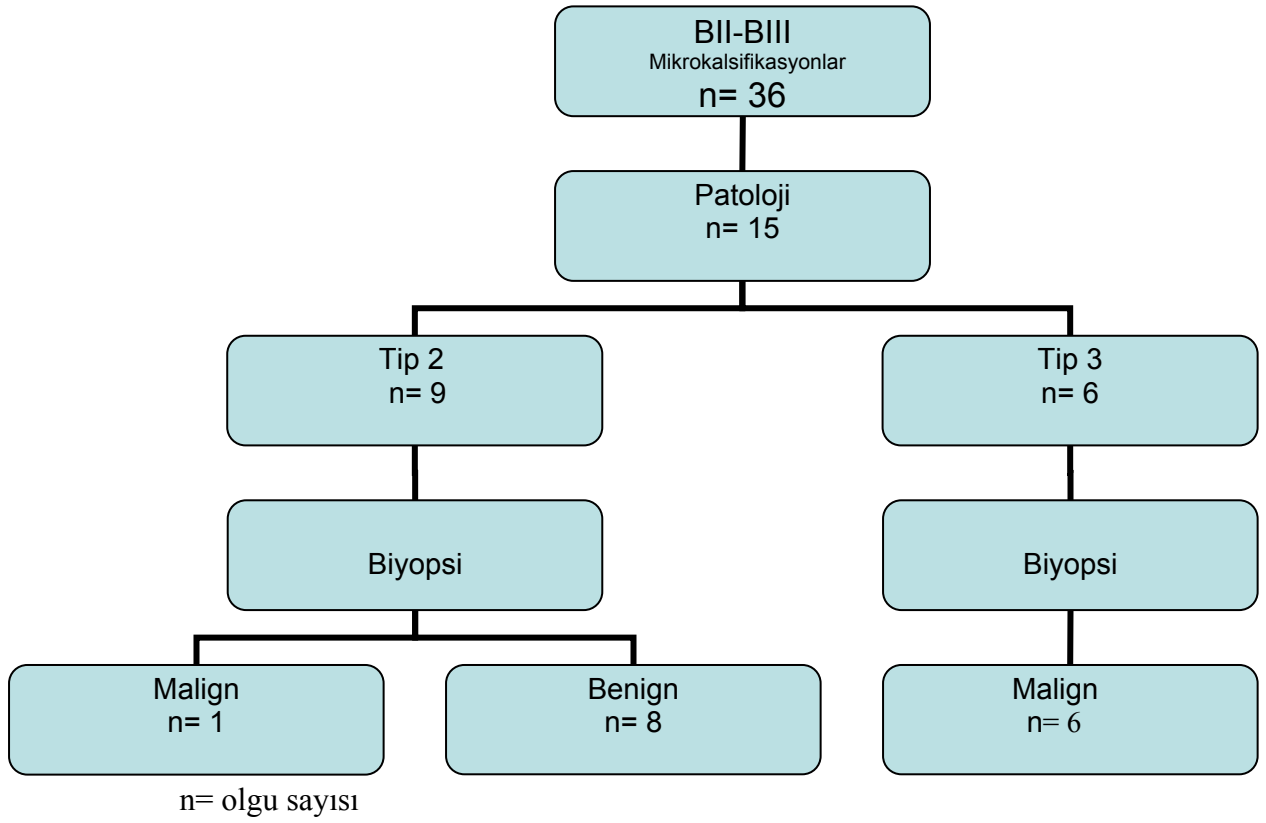 BII-BIII
Mikrokalsifikasyonlar
n= 36
Patoloji
n= 15
Tip 2
n= 9
Tip 3
n= 6
Biyopsi
Biyopsi
Malign
n= 1
Benign
n= 8
Malign
n= 6
n= olgu sayısı